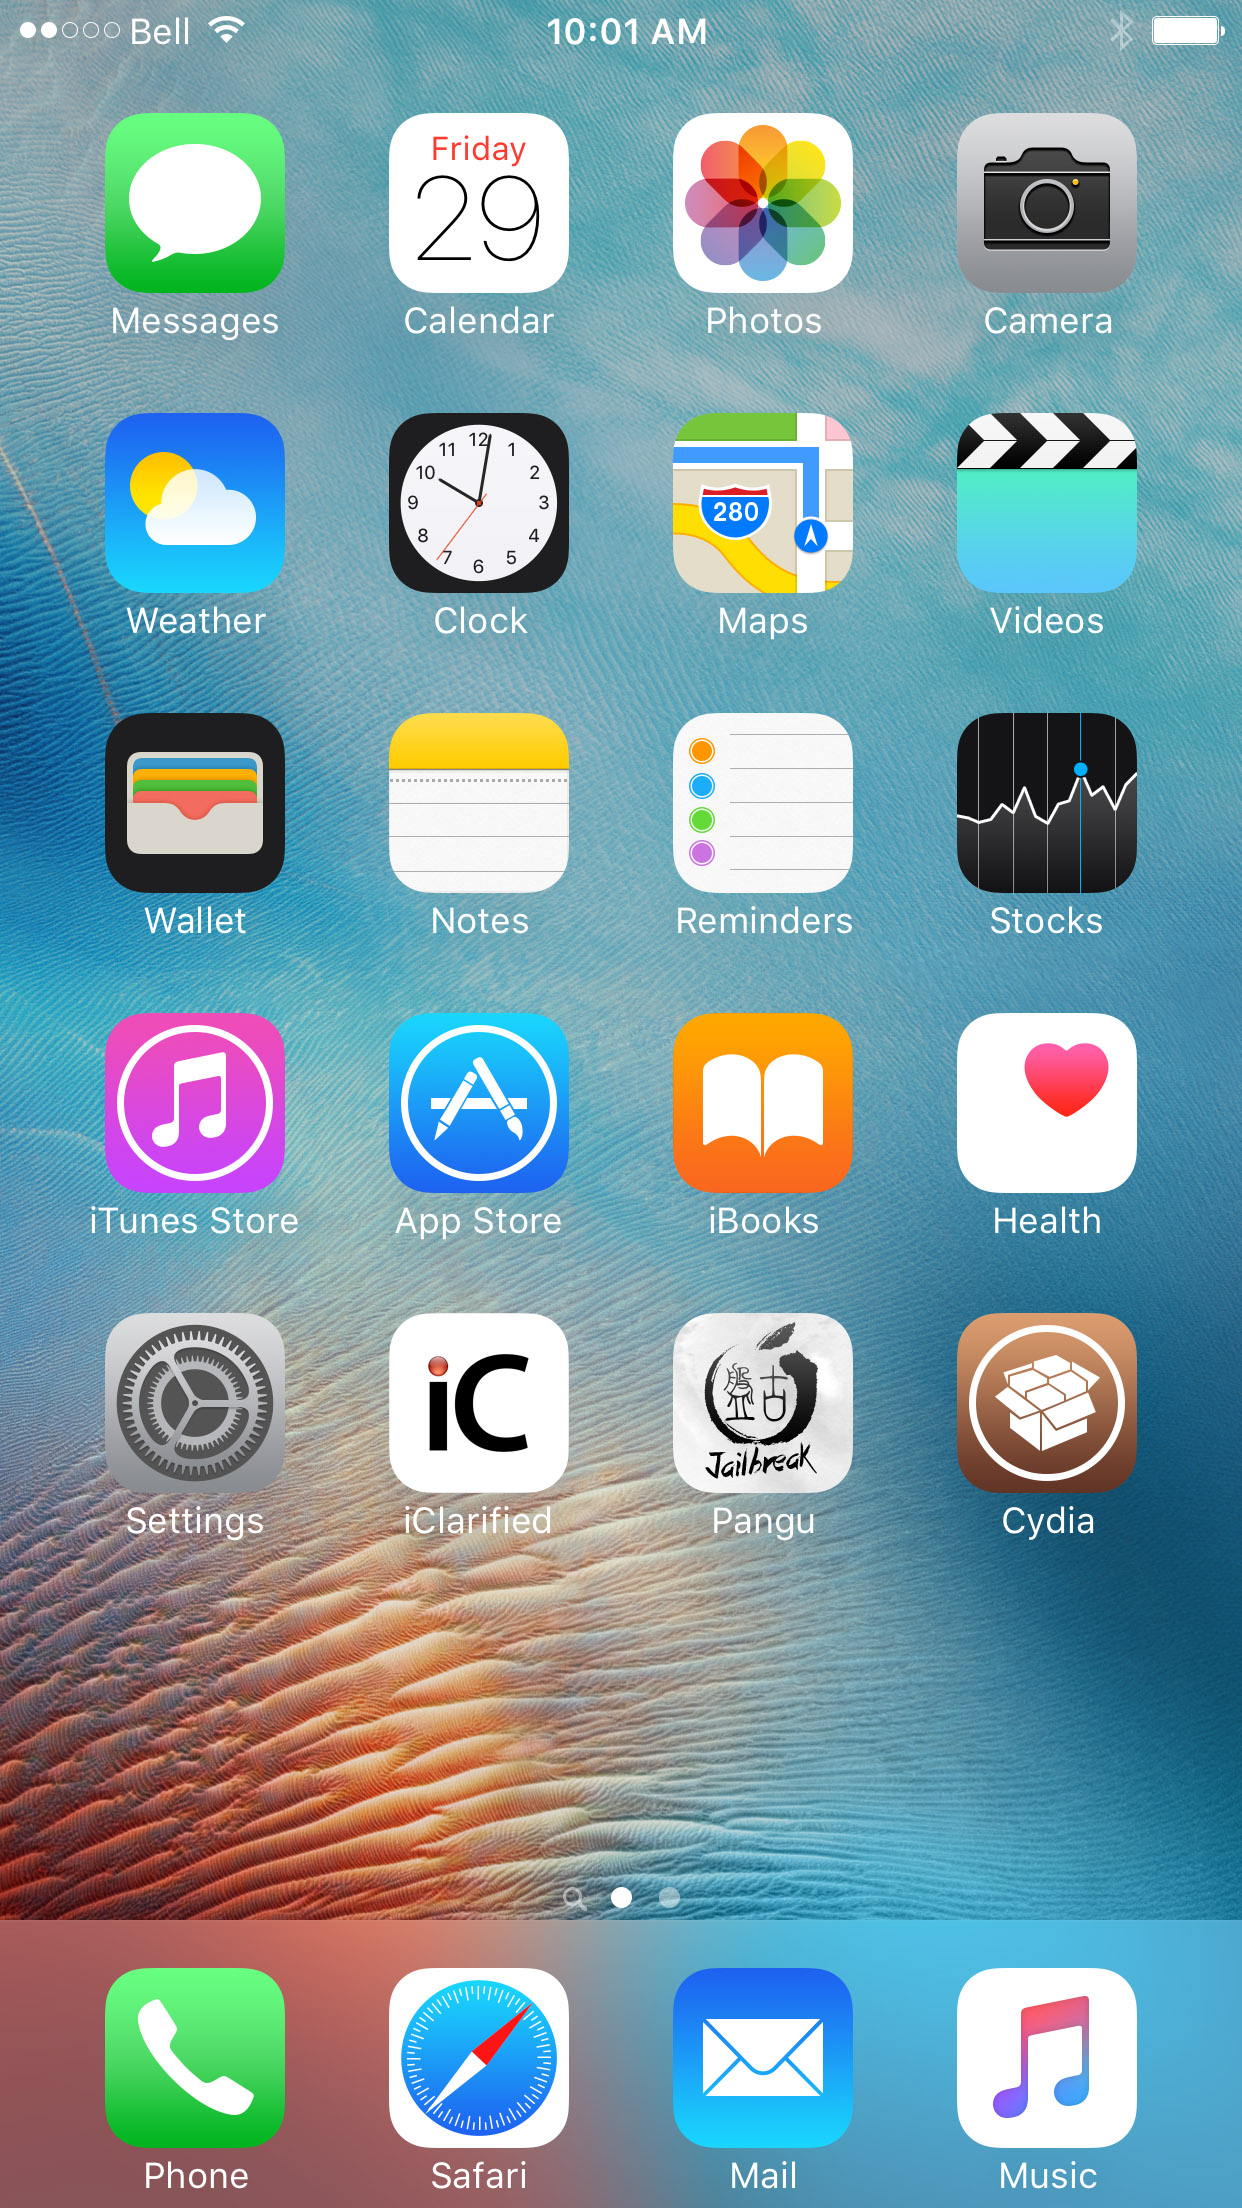 Bell 10:01 AM
Friday
29
Messages Calendar Photos Camera
12
11 1
10 2
9 3
8 4
7 5
6
280
Weather Clock Maps Videos
Wallet Notes Reminders Stocks
iTunes Store App Store iBooks Health
iC
盤古
Jailbreak
Settings iClarified Pangu Cydia
Phone Safari Mail Music